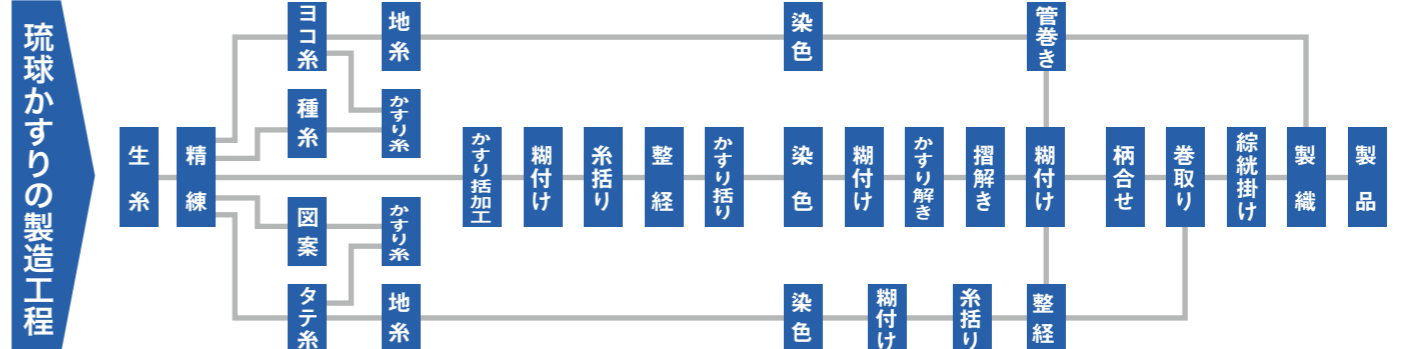 琉球かすりの製造工程
生糸
精練
ヨコ糸
地糸
染色
管巻き
種糸
かすり糸
かすり括加工
糊付け
糸括り
整経
かすり括り
染色
糊付け
かすり解き
摺解き
糊付け
柄合せ
巻取り
綜絖掛け
製織
製品
図案
かすり糸
タテ糸
地糸
染色
糊付け
糸括り
整経